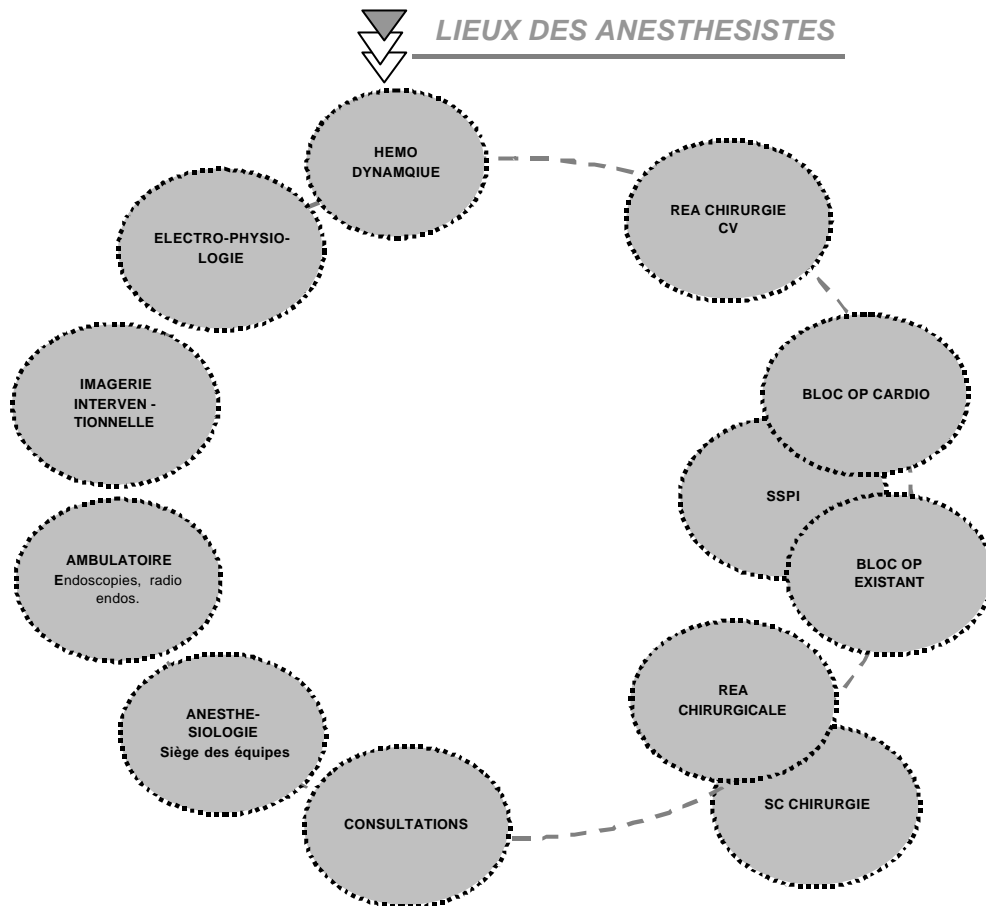 LIEUX DES ANESTHESISTES
HEMO
DYNAMQIUE
REA CHIRURGIE
CV
ELECTRO-PHYSIO-
LOGIE
IMAGERIE
INTERVEN -
TIONNELLE
BLOC OP CARDIO
SSPI
BLOC OP
EXISTANT
AMBULATOIRE
Endoscopies, radio
endos.
REA
CHIRURGICALE
ANESTHE-
SIOLOGIE
Siège des équipes
SC CHIRURGIE
CONSULTATIONS